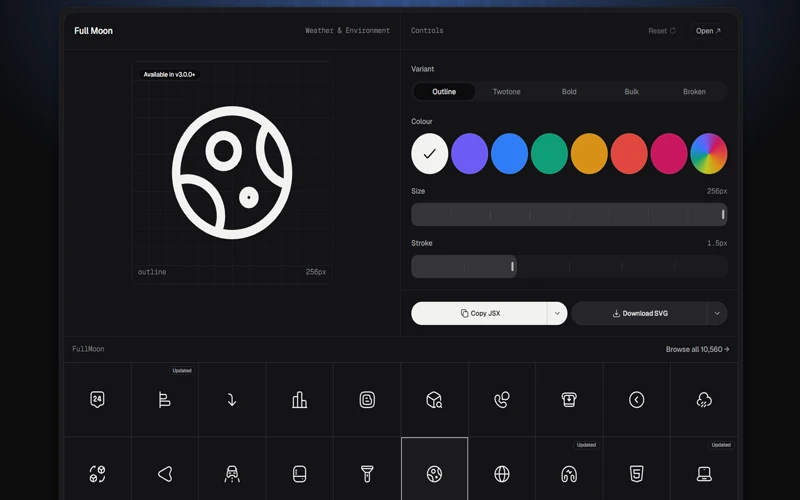 Full Moon
Weather & Environment
Controls
Reset
Open
Available in v3.0.0+
outline
256px
Variant
Outline
Twotone
Bold
Bulk
Broken
Colour
Size
256px
Stroke
1.5px
Copy JSX
Download SVG
FullMoon
Browse all 10,560
Updated
24
Updated
Updated
5